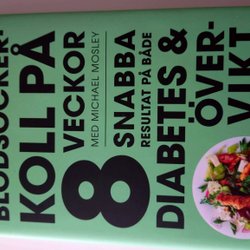 BLODSOCKER-
KOLL PÅ
8 VECKOR
MED MICHAEL MOSLEY
SNABBA
RESULTAT PÅ BÅDE
DIABETES &
ÖVER-
VIKT